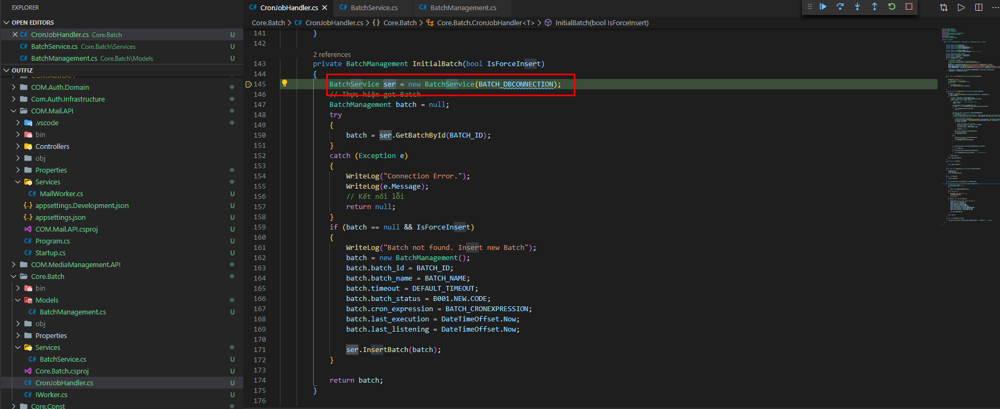 EXPLORER
OPEN EDITORS
CronJobHandler.cs Core.Batch U
BatchService.cs Core.Batch\Services U
BatchManagement.cs Core.Batch\Models U
OUTFIZ
COM.Auth.API
COM.Auth.Domain
Com.Auth.Infrastructure
COM.Mail.API
.vscode
bin
Controllers
obj
Properties
Services
MailWorker.cs U
appsettings.Development.json U
appsettings.json U
COM.Mail.API.csproj U
Program.cs U
Startup.cs U
COM.MediaManagement.API
Core.Batch
bin
Models
BatchManagement.cs U
obj
Properties
Services
BatchService.cs U
Core.Batch.csproj U
CronJobHandler.cs U
IWorker.cs U
Core.Const
CronJobHandler.cs
BatchService.cs
BatchManagement.cs
Core.Batch > CronJobHandler.cs > {} Core.Batch > Core.Batch.CronJobHandler<T> > InitialBatch(bool IsForceInsert)
141 }
142
2 references
143 private BatchManagement InitialBatch(bool IsForceInsert)
144 {
145 BatchService ser = new BatchService(BATCH_DBCONNECTION);
146 // Thực hiện get Batch
147 BatchManagement batch = null;
148 try
149 {
150 batch = ser.GetBatchById(BATCH_ID);
151 }
152 catch (Exception e)
153 {
154 WriteLog("Connection Error.");
155 WriteLog(e.Message);
156 // Kết nối lỗi
157 return null;
158 }
159 if (batch == null && IsForceInsert)
160 {
161 WriteLog("Batch not found. Insert new Batch");
162 batch = new BatchManagement();
163 batch.batch_id = BATCH_ID;
164 batch.batch_name = BATCH_NAME;
165 batch.timeout = DEFAULT_TIMEOUT;
166 batch.batch_status = B001.NEW.CODE;
167 batch.cron_expression = BATCH_CRONEXPRESSION;
168 batch.last_execution = DateTimeOffset.Now;
169 batch.last_listening = DateTimeOffset.Now;
170
171 ser.InsertBatch(batch);
172 }
173
174 return batch;
175 }
176